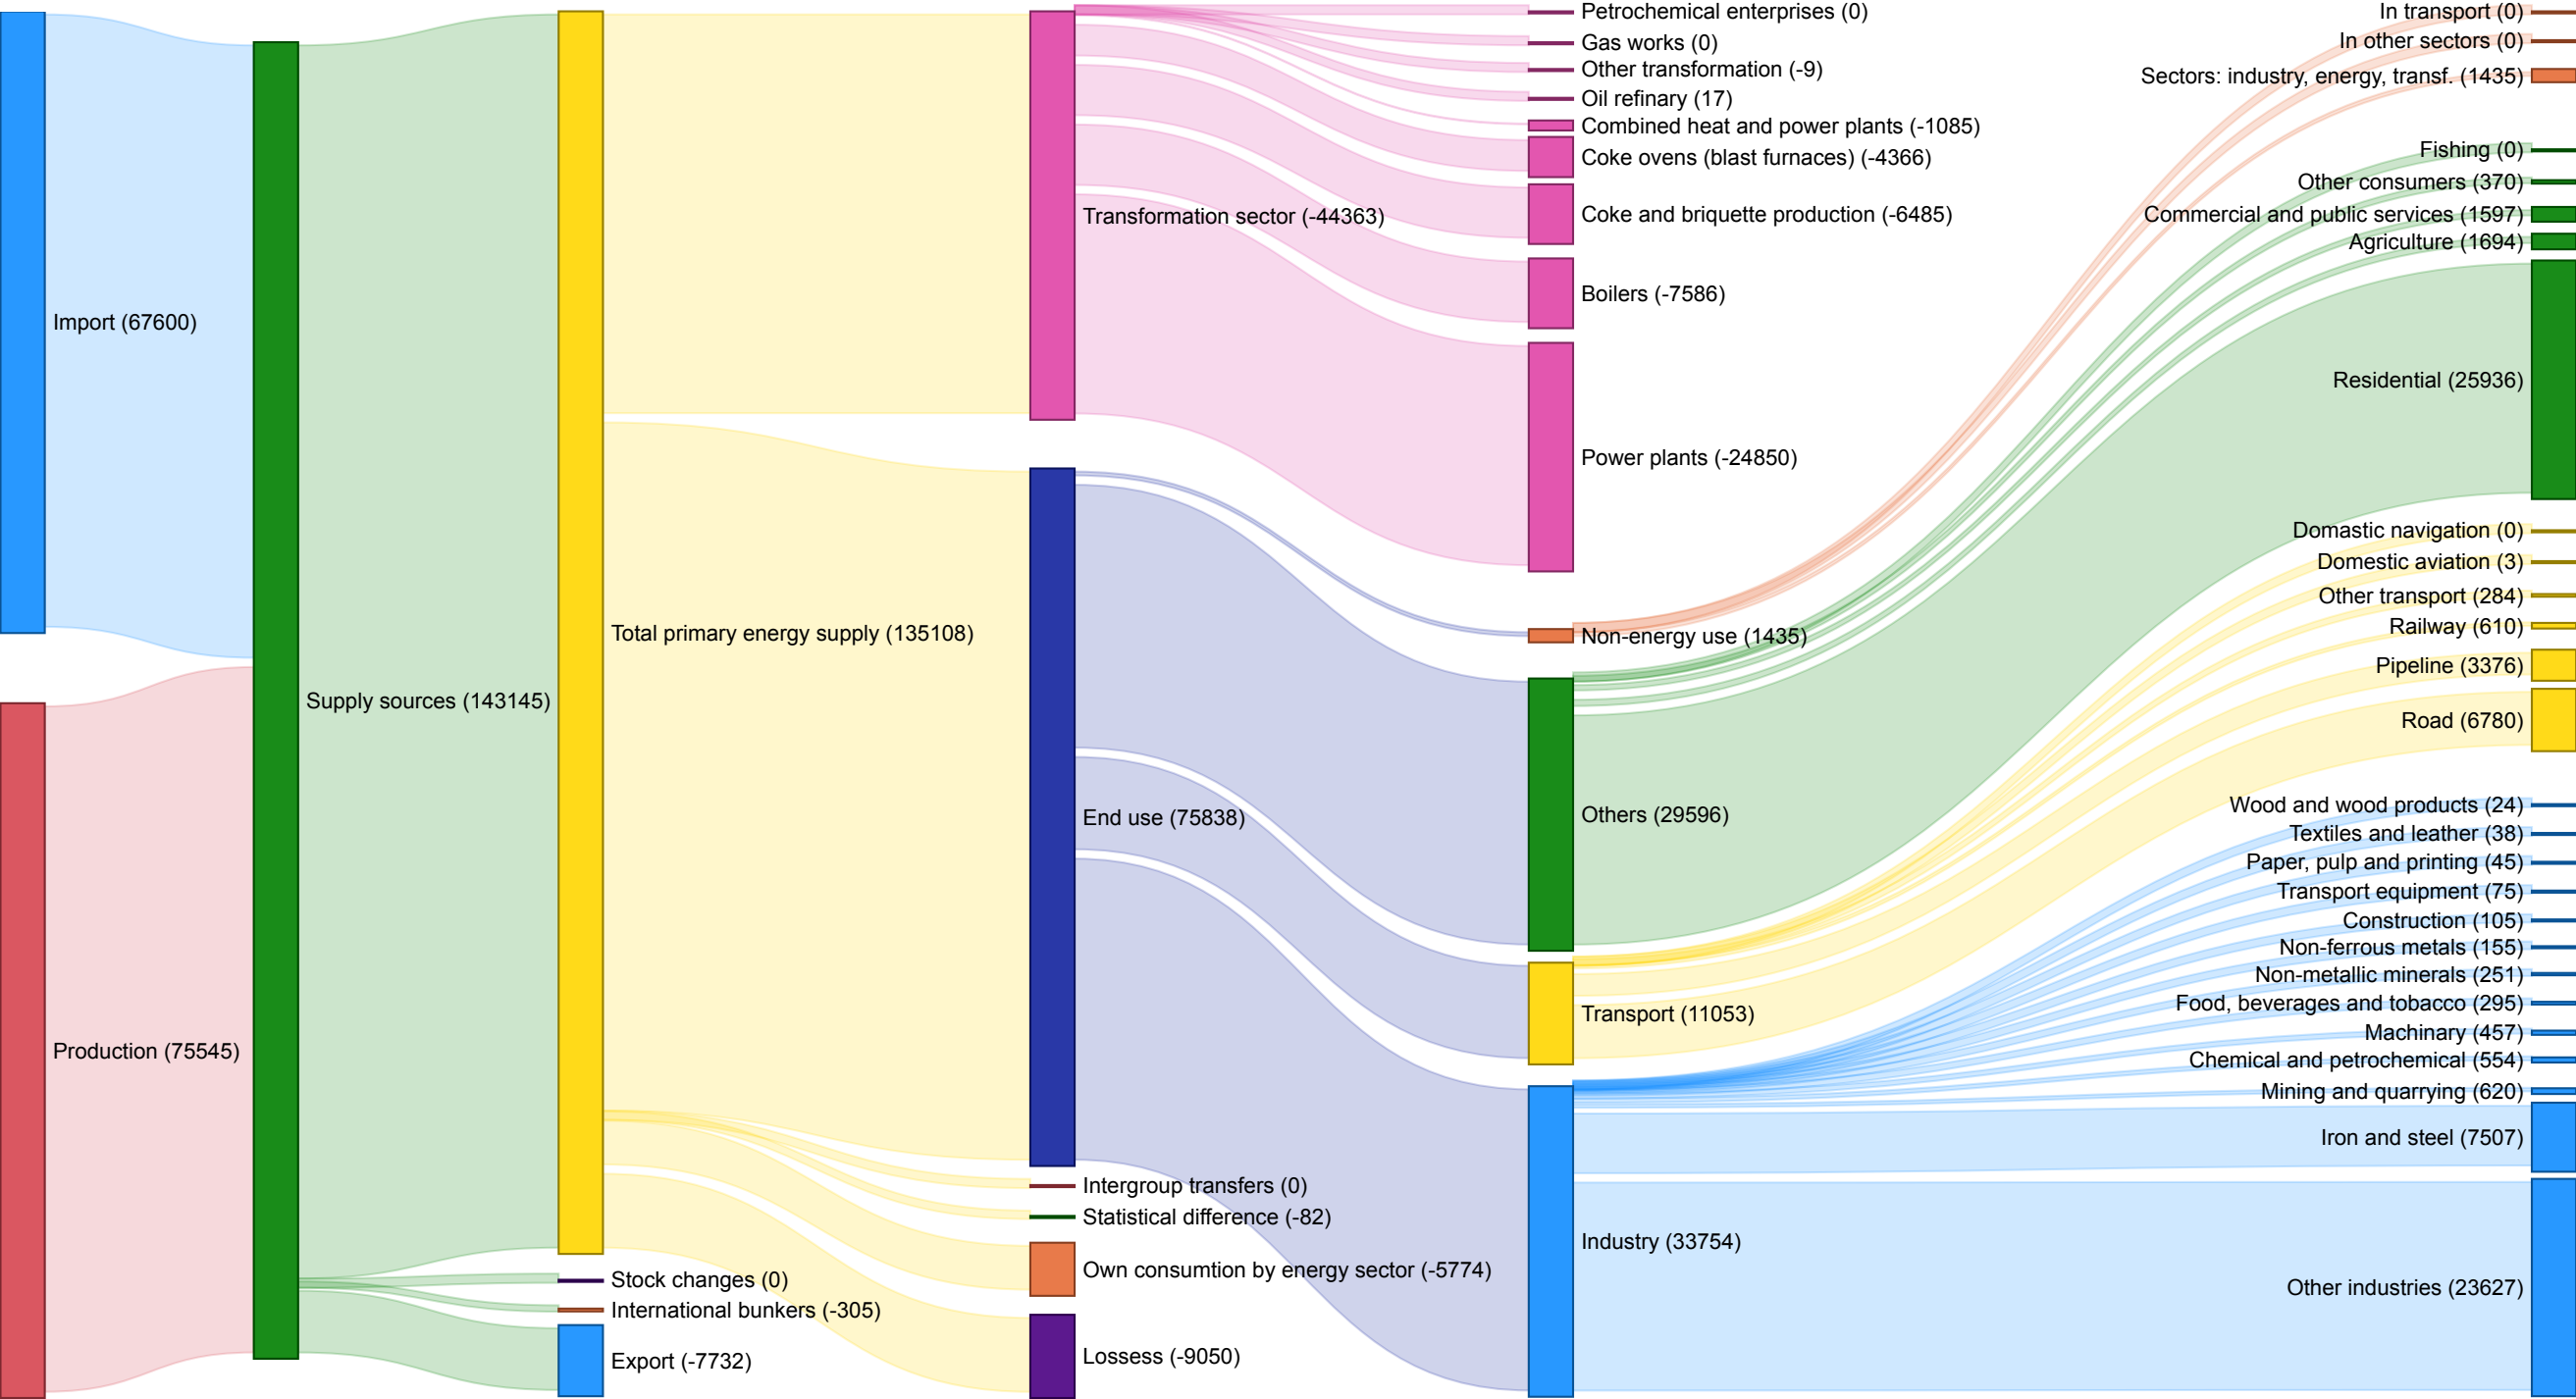 Import (67600)
Production (75545)
Supply sources (143145)
Total primary energy supply (135108)
Stock changes (0)
International bunkers (-305)
Export (-7732)
Transformation sector (-44363)
End use (75838)
Intergroup transfers (0)
Statistical difference (-82)
Own consumtion by energy sector (-5774)
Lossess (-9050)
Petrochemical enterprises (0)
Gas works (0)
Other transformation (-9)
Oil refinary (17)
Combined heat and power plants (-1085)
Coke ovens (blast furnaces) (-4366)
Coke and briquette production (-6485)
Boilers (-7586)
Power plants (-24850)
Non-energy use (1435)
Others (29596)
Transport (11053)
Industry (33754)
In transport (0)
In other sectors (0)
Sectors: industry, energy, transf. (1435)
Fishing (0)
Other consumers (370)
Commercial and public services (1597)
Agriculture (1694)
Residential (25936)
Domastic navigation (0)
Domestic aviation (3)
Other transport (284)
Railway (610)
Pipeline (3376)
Road (6780)
Wood and wood products (24)
Textiles and leather (38)
Paper, pulp and printing (45)
Transport equipment (75)
Construction (105)
Non-ferrous metals (155)
Non-metallic minerals (251)
Food, beverages and tobacco (295)
Machinary (457)
Chemical and petrochemical (554)
Mining and quarrying (620)
Iron and steel (7507)
Other industries (23627)